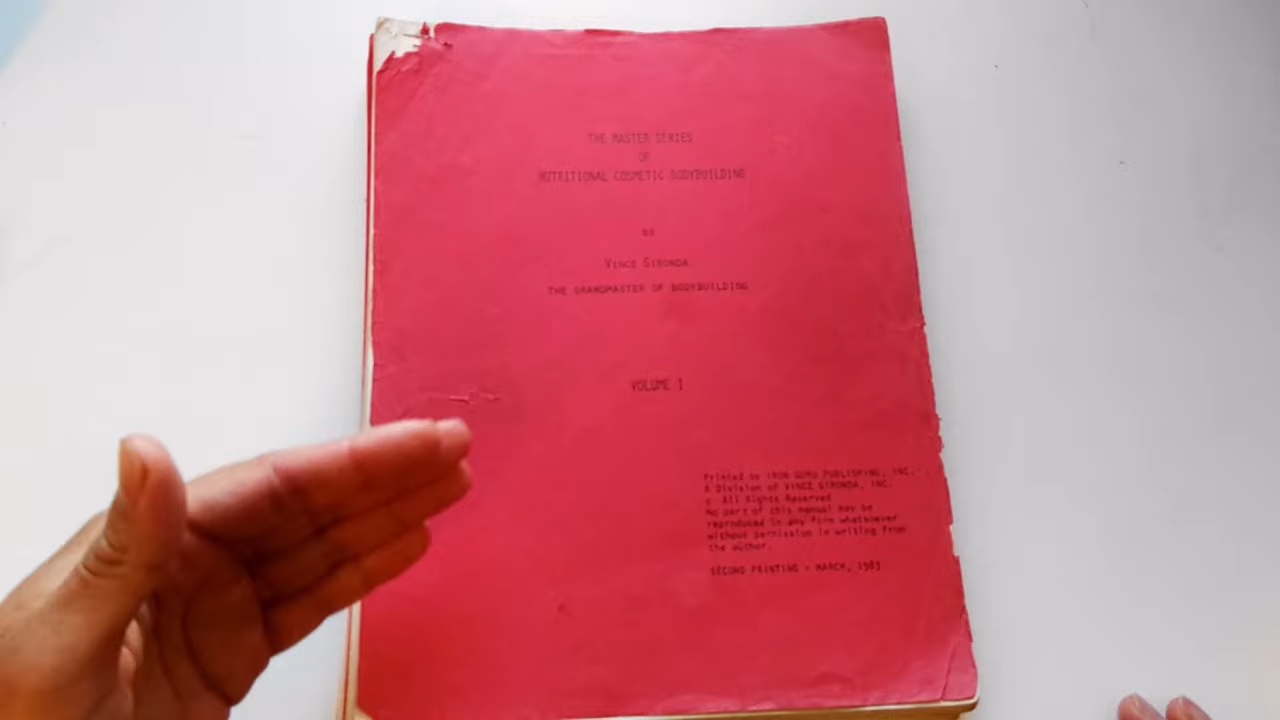 THE MASTER SERIES
OF
NUTRITIONAL COSMETIC BODYBUILDING
BY
VINCE GIRONDA
THE GRANDMASTER OF BODYBUILDING
VOLUME 1
Printed by IRON GURU PUBLISHING, INC.
A Division of VINCE GIRONDA, INC.
c All Rights Reserved
No part of this manual may be
reproduced in any form whatsoever
without permission in writing from
the author.
SECOND PRINTING - MARCH, 1983